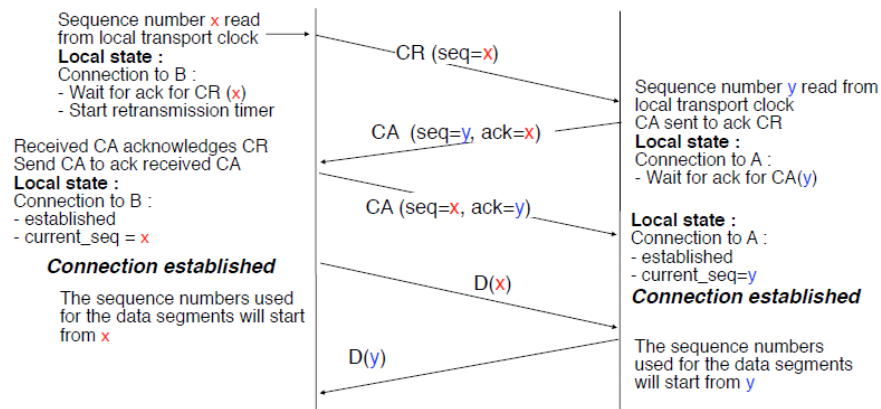 Sequence number x read
from local transport clock
Local state :
Connection to B :
- Wait for ack for CR (x)
- Start retransmission timer
CR (seq=x)
Sequence number y read from
local transport clock
CA sent to ack CR
Local state :
Connection to A :
- Wait for ack for CA(y)
CA (seq=y, ack=x)
Received CA acknowledges CR
Send CA to ack received CA
Local state :
Connection to B :
- established
- current_seq = x
Connection established
CA (seq=x, ack=y)
Local state :
Connection to A :
- established
- current_seq=y
Connection established
The sequence numbers used
for the data segments will start
from x
D(x)
D(y)
The sequence numbers
used for the data segments
will start from y